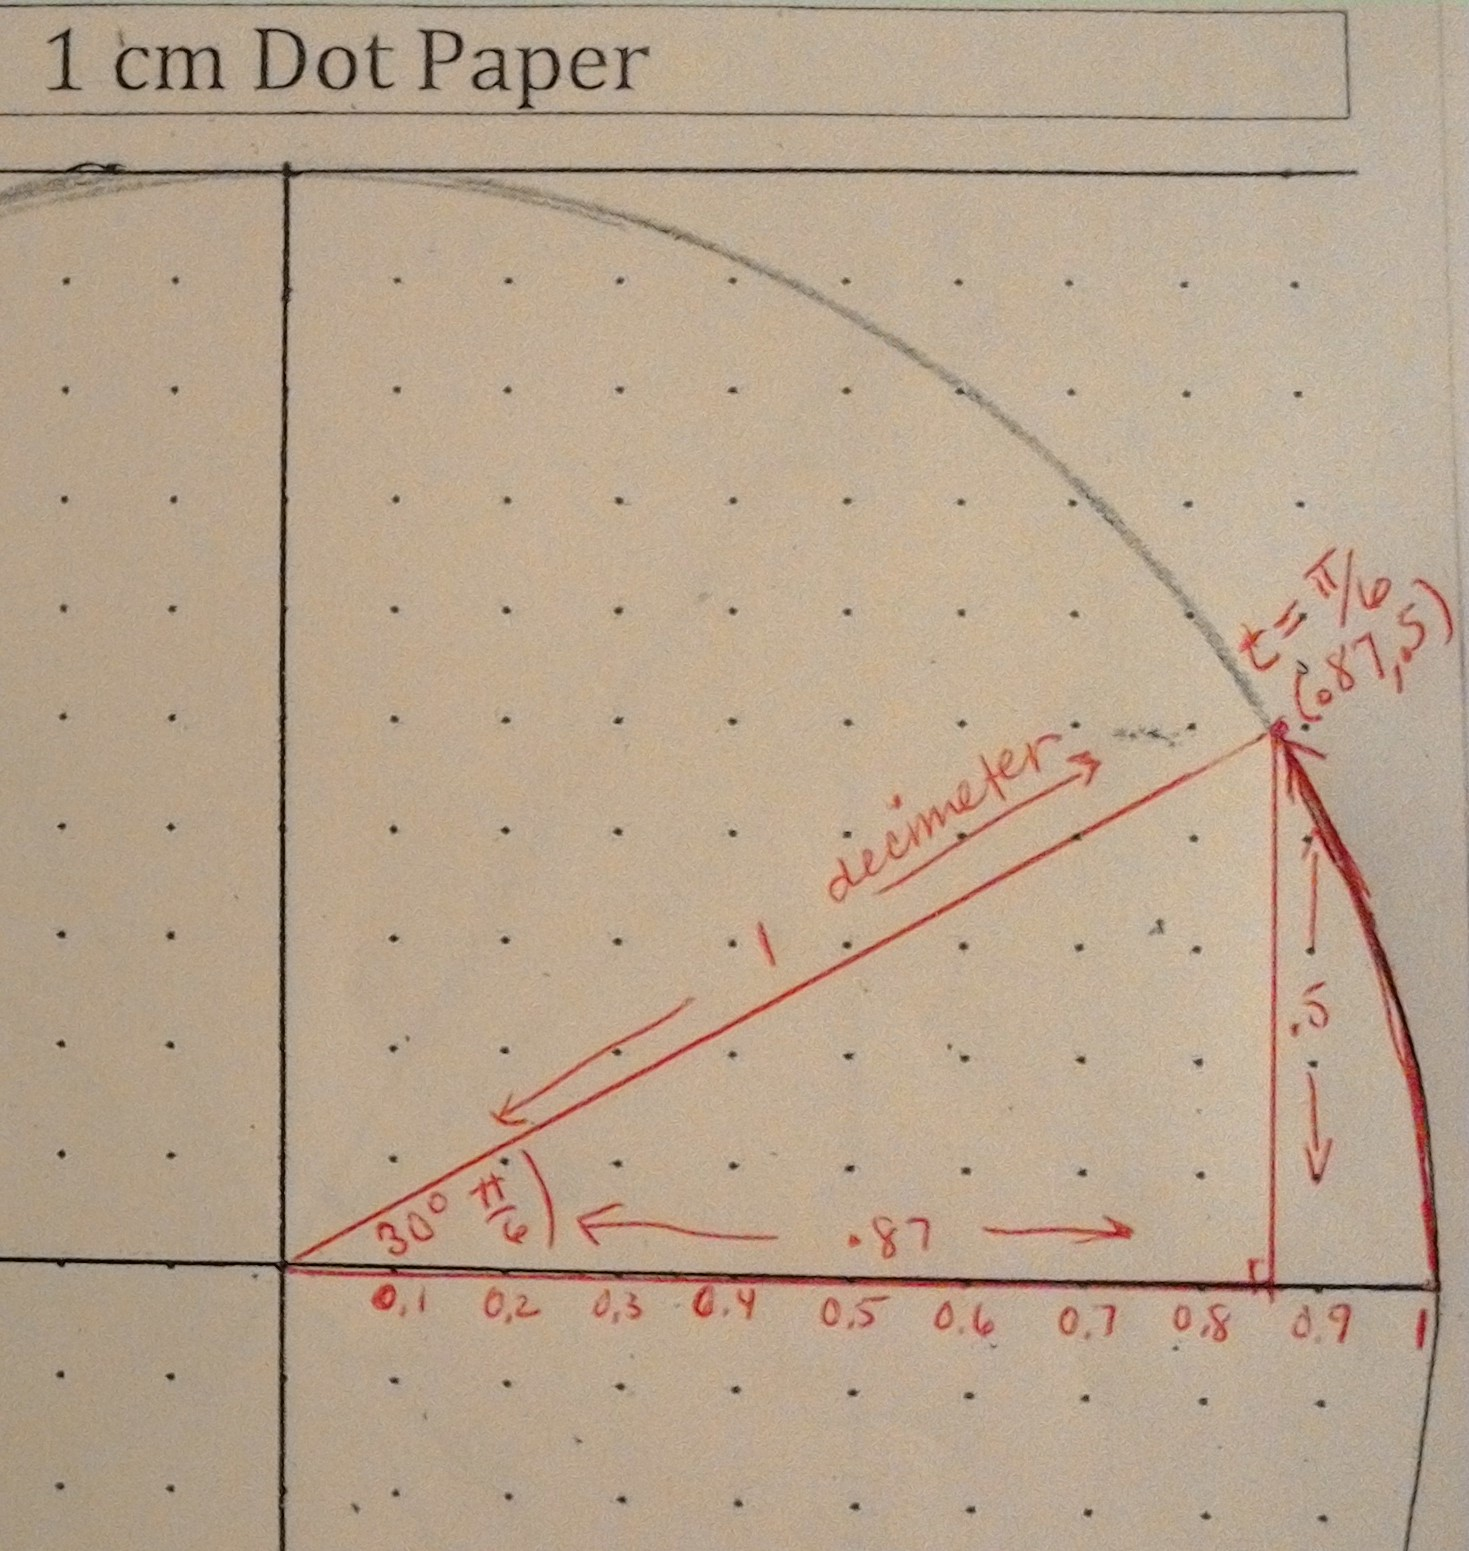 1 cm Dot Paper
t = π/6
(.87, .5)
1 decimeter
.5
30° π/6
.87
0.1 0.2 0.3 0.4 0.5 0.6 0.7 0.8 0.9 1